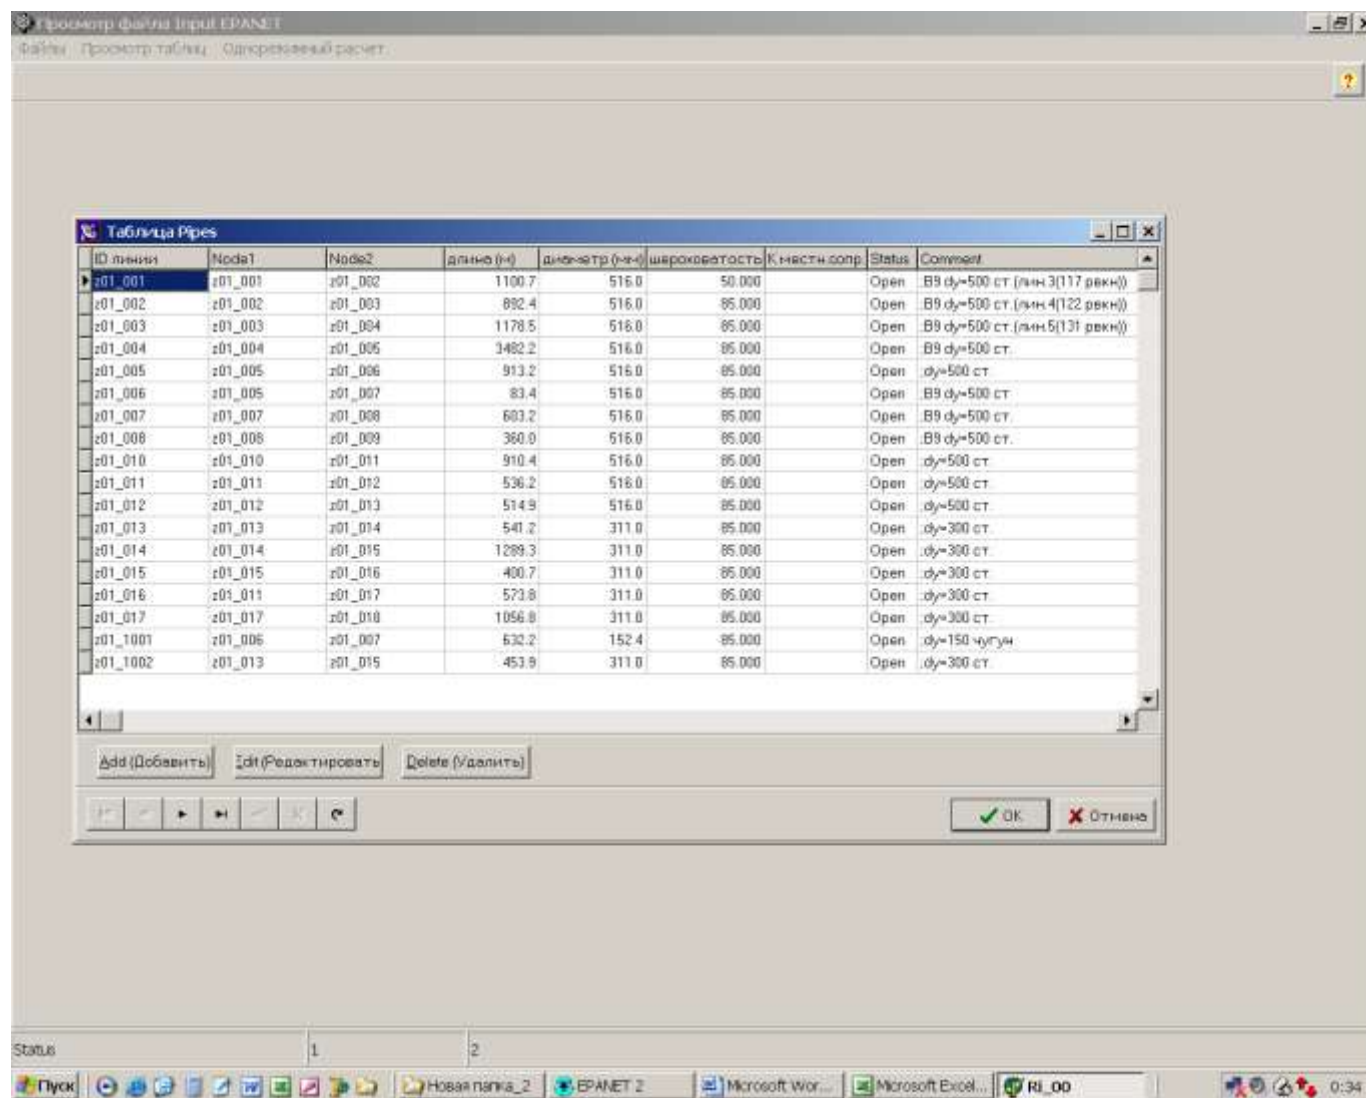 Просмотр файла Input EPANET
Файлы Просмотр таблиц Одноразовый расчет
Таблица Pipes
ID линии Node1 Node2 длина (м) диаметр (мм) шероховатость К местн.сопр. Status Comment
z01_001 z01_001 z01_002 1100.7 516.0 50.000 Open ;B9 dy=500 ст.(лин.3(117 рвкн))
z01_002 z01_002 z01_003 892.4 516.0 85.000 Open ;B9 dy=500 ст.(лин.4(122 рвкн))
z01_003 z01_003 z01_004 1178.5 516.0 85.000 Open ;B9 dy=500 ст.(лин.5(131 рвкн))
z01_004 z01_004 z01_005 3482.2 516.0 85.000 Open ;B9 dy=500 ст.
z01_005 z01_005 z01_006 913.2 516.0 85.000 Open ;dy=500 ст
z01_006 z01_005 z01_007 83.4 516.0 85.000 Open ;B9 dy=500 ст
z01_007 z01_007 z01_008 603.2 516.0 85.000 Open ;B9 dy=500 ст.
z01_008 z01_008 z01_009 360.0 516.0 85.000 Open ;B9 dy=500 ст.
z01_010 z01_010 z01_011 910.4 516.0 85.000 Open ;dy=500 ст
z01_011 z01_011 z01_012 536.2 516.0 85.000 Open ;dy=500 ст.
z01_012 z01_012 z01_013 514.9 516.0 85.000 Open ;dy=500 ст.
z01_013 z01_013 z01_014 541.2 311.0 85.000 Open ;dy=300 ст.
z01_014 z01_014 z01_015 1289.3 311.0 85.000 Open ;dy=300 ст.
z01_015 z01_015 z01_016 400.7 311.0 85.000 Open ;dy=300 ст.
z01_016 z01_011 z01_017 573.8 311.0 85.000 Open ;dy=300 ст.
z01_017 z01_017 z01_018 1056.8 311.0 85.000 Open ;dy=300 ст.
z01_1001 z01_006 z01_007 632.2 152.4 85.000 Open ;dy=150 чугун
z01_1002 z01_013 z01_015 453.9 311.0 85.000 Open ;dy=300 ст.
Add (Добавить) Edit (Редактировать Delete (Удалить)
OK Отмена
Status 1 2
Пуск Новая папка_2 EPANET 2 Microsoft Wor... Microsoft Excel... Ri_00 0:34